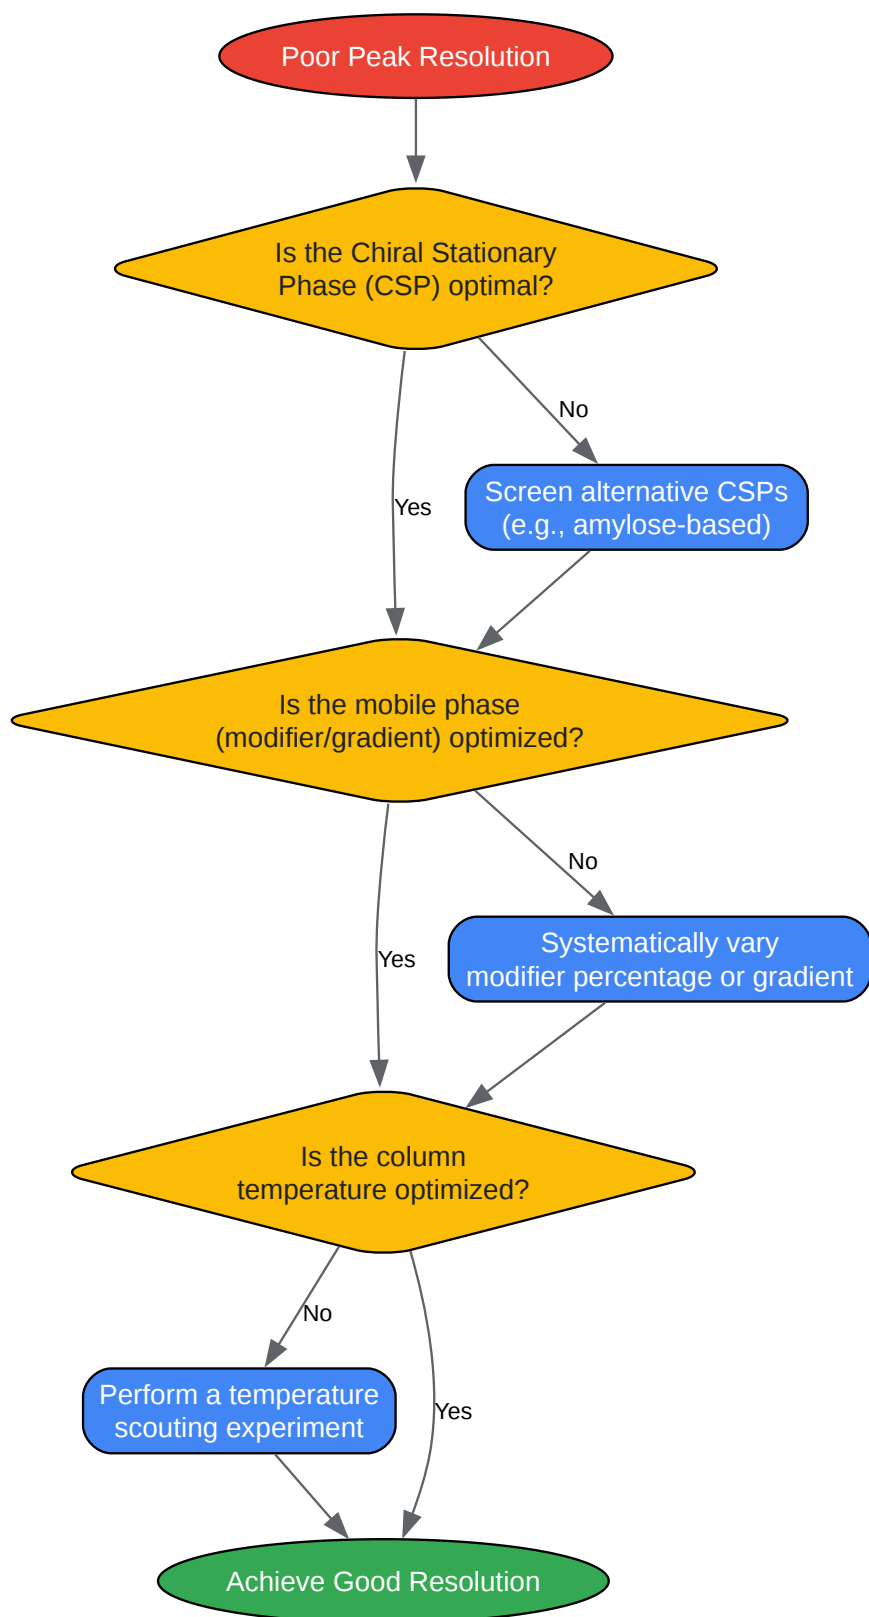 Poor Peak Resolution
Is the Chiral Stationary
Phase (CSP) optimal?
No
Screen alternative CSPs
(e.g., amylose-based)
Yes
Is the mobile phase
(modifier/gradient) optimized?
No
Systematically vary
modifier percentage or gradient
Yes
Is the column
temperature optimized?
No
Perform a temperature
scouting experiment
Yes
Achieve Good Resolution